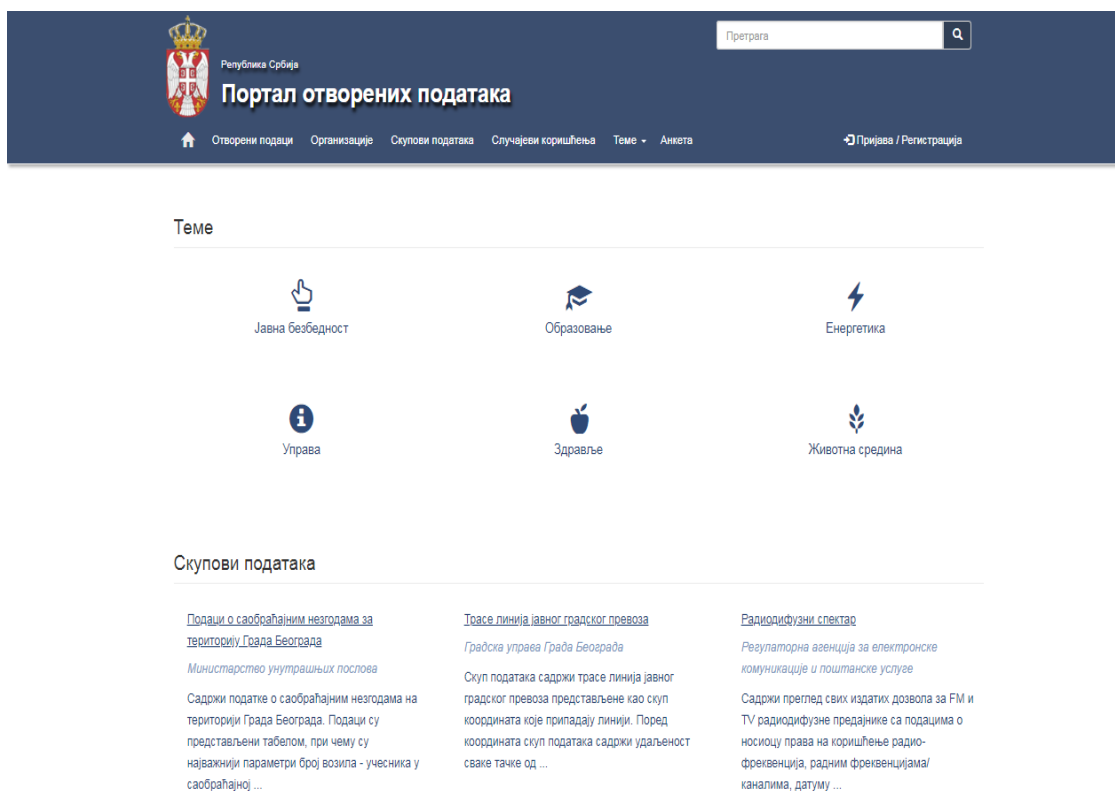 Претрага
Република Србија
Портал отворених података
Отворени подаци Организације Скупови података Случајеви коришћења Теме Анкета Пријава / Регистрација
Теме
Јавна безбедност Образовање Енергетика
Управа Здравље Животна средина
Скупови података
Подаци о саобраћајним незгодама за
територију Града Београда
Министарство унутрашњих послова
Садржи податке о саобраћајним незгодама на
територији Града Београда. Подаци су
представљени табелом, при чему су
најважнији параметри број возила - учесника у
саобраћајној ...
Трасе линија јавног градског превоза
Градска управа Града Београда
Скуп података садржи трасе линија јавног
градског превоза представљене као скуп
координата које припадају линији. Поред
координата скуп података садржи удаљеност
сваке тачке од ...
Радиодифузни спектар
Регулаторна агенција за електронске
комуникације и поштанске услуге
Садржи преглед свих издатих дозвола за FM и
TV радиодифузне предајнике са подацима о
носиоцу права на коришћење радио-
фреквенција, радним фреквенцијама/
каналима, датуму ...